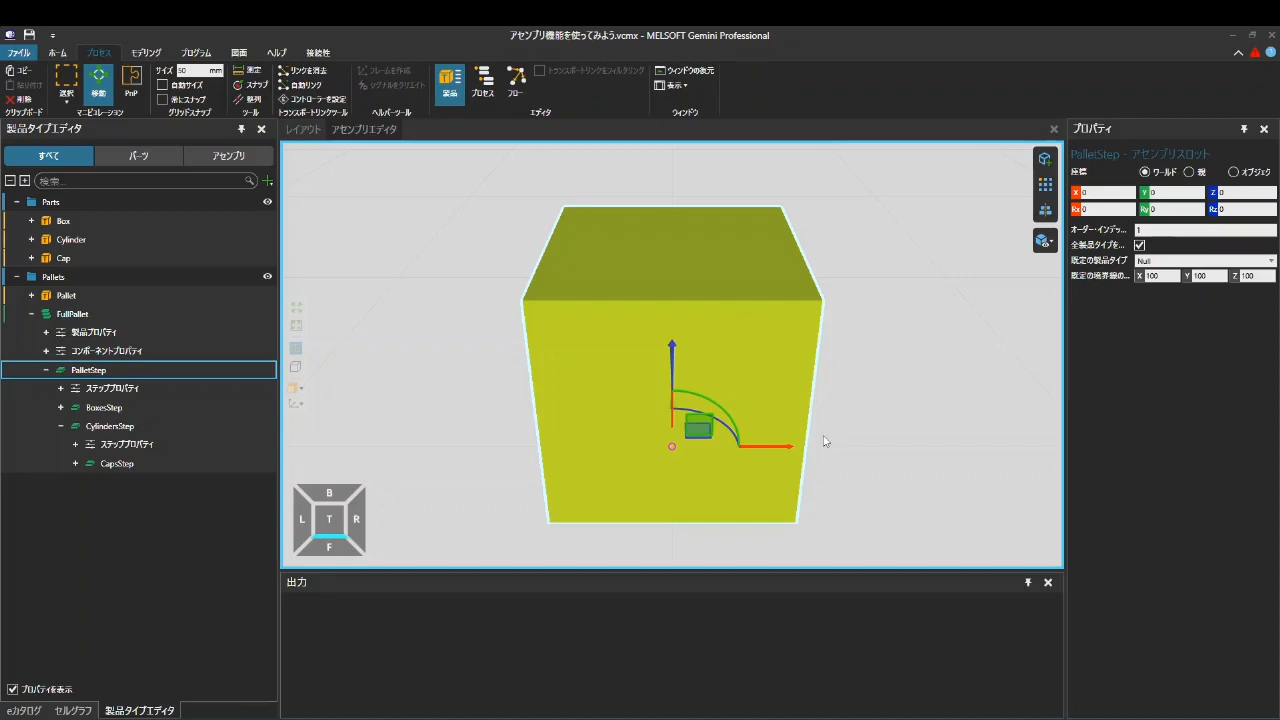 アセンブリ機能を使ってみよう.vcmx - MELSOFT Gemini Professional
ファイル ホーム プロセス モデリング プログラム 図面 ヘルプ 接続性
コピー 選択 移動 PnP サイズ 50 mm 測定 リンクを消去 フレームを作成 製品 プロセス フロー トランスポートリンクをフィルタリング ウィンドウの復元
貼り付け 自動サイズ スナップ 自動リンク シグナルをクリエイト 表示
削除 常にスナップ 整列 コントローラーを設定
クリップボード マニピュレーション グリッドスナップ ツール トランスポートリンクツール ヘルパーツール エディタ ウィンドウ
製品タイプエディタ
すべて パーツ アセンブリ
検索...
Parts
Box
Cylinder
Cap
Pallets
Pallet
FullPallet
製品プロパティ
コンポーネントプロパティ
PalletStep
ステッププロパティ
BoxesStep
CylindersStep
ステッププロパティ
CapsStep
プロパティを表示
eカタログ セルグラフ 製品タイプエディタ
レイアウト アセンブリエディタ
B
L T R
F
出力
プロパティ
PalletStep - アセンブリスロット
座標 ワールド 親 オブジェク
X 0 Y 0 Z 0
Rx 0 Ry 0 Rz 0
オーダー・インデッ... 1
全製品タイプを...
既定の製品タイプ Null
既定の境界線の... X 100 Y 100 Z 100